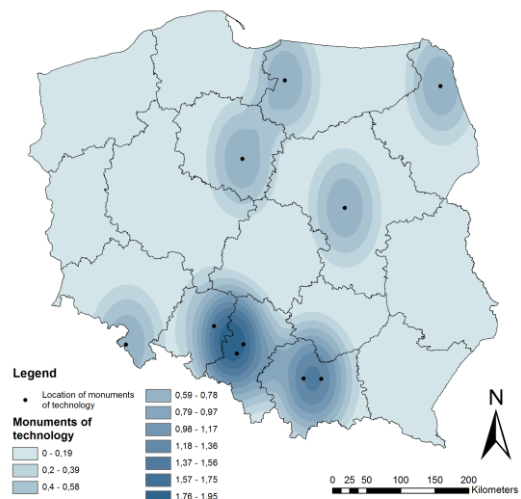 Legend
Location of monuments
of technology
Monuments of
technology
0 - 0,19
0,2 - 0,39
0,4 - 0,58
0,59 - 0,78
0,79 - 0,97
0,98 - 1,17
1,18 - 1,36
1,37 - 1,56
1,57 - 1,75
1,76 - 1,95
N
0 25 50 100 150 200
Kilometers